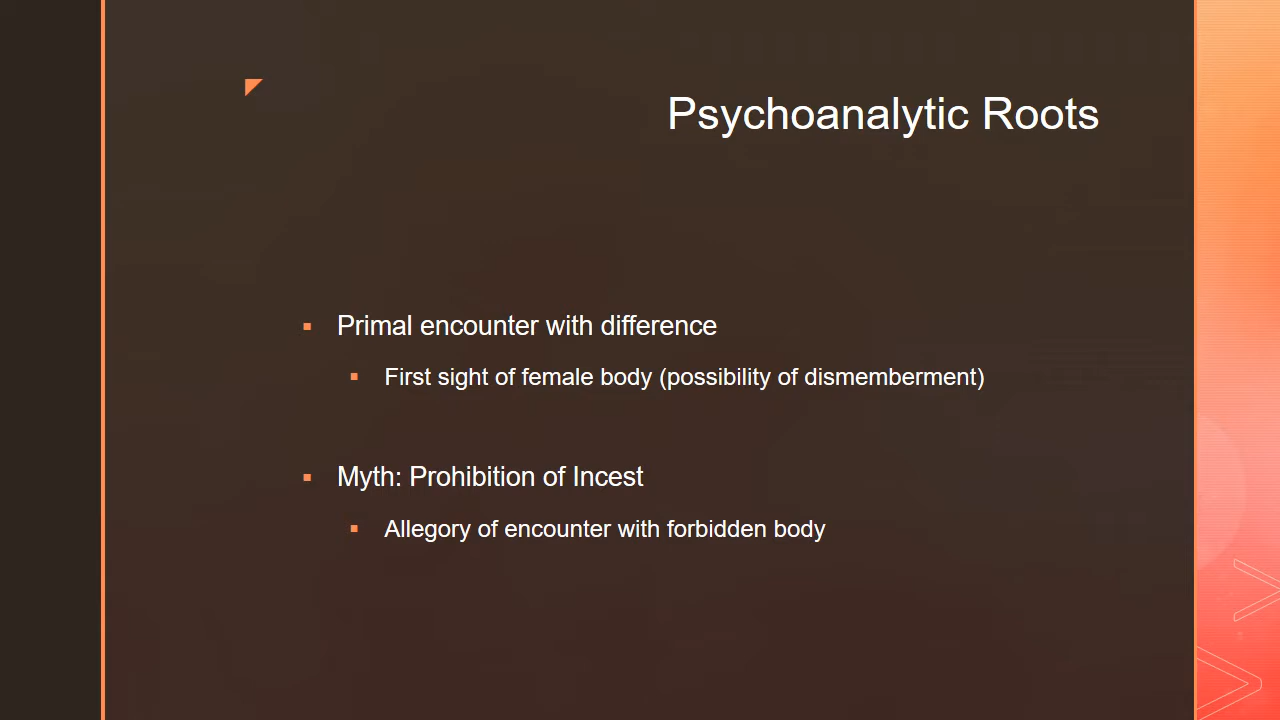 Psychoanalytic Roots
Primal encounter with difference
First sight of female body (possibility of dismemberment)
Myth: Prohibition of Incest
Allegory of encounter with forbidden body